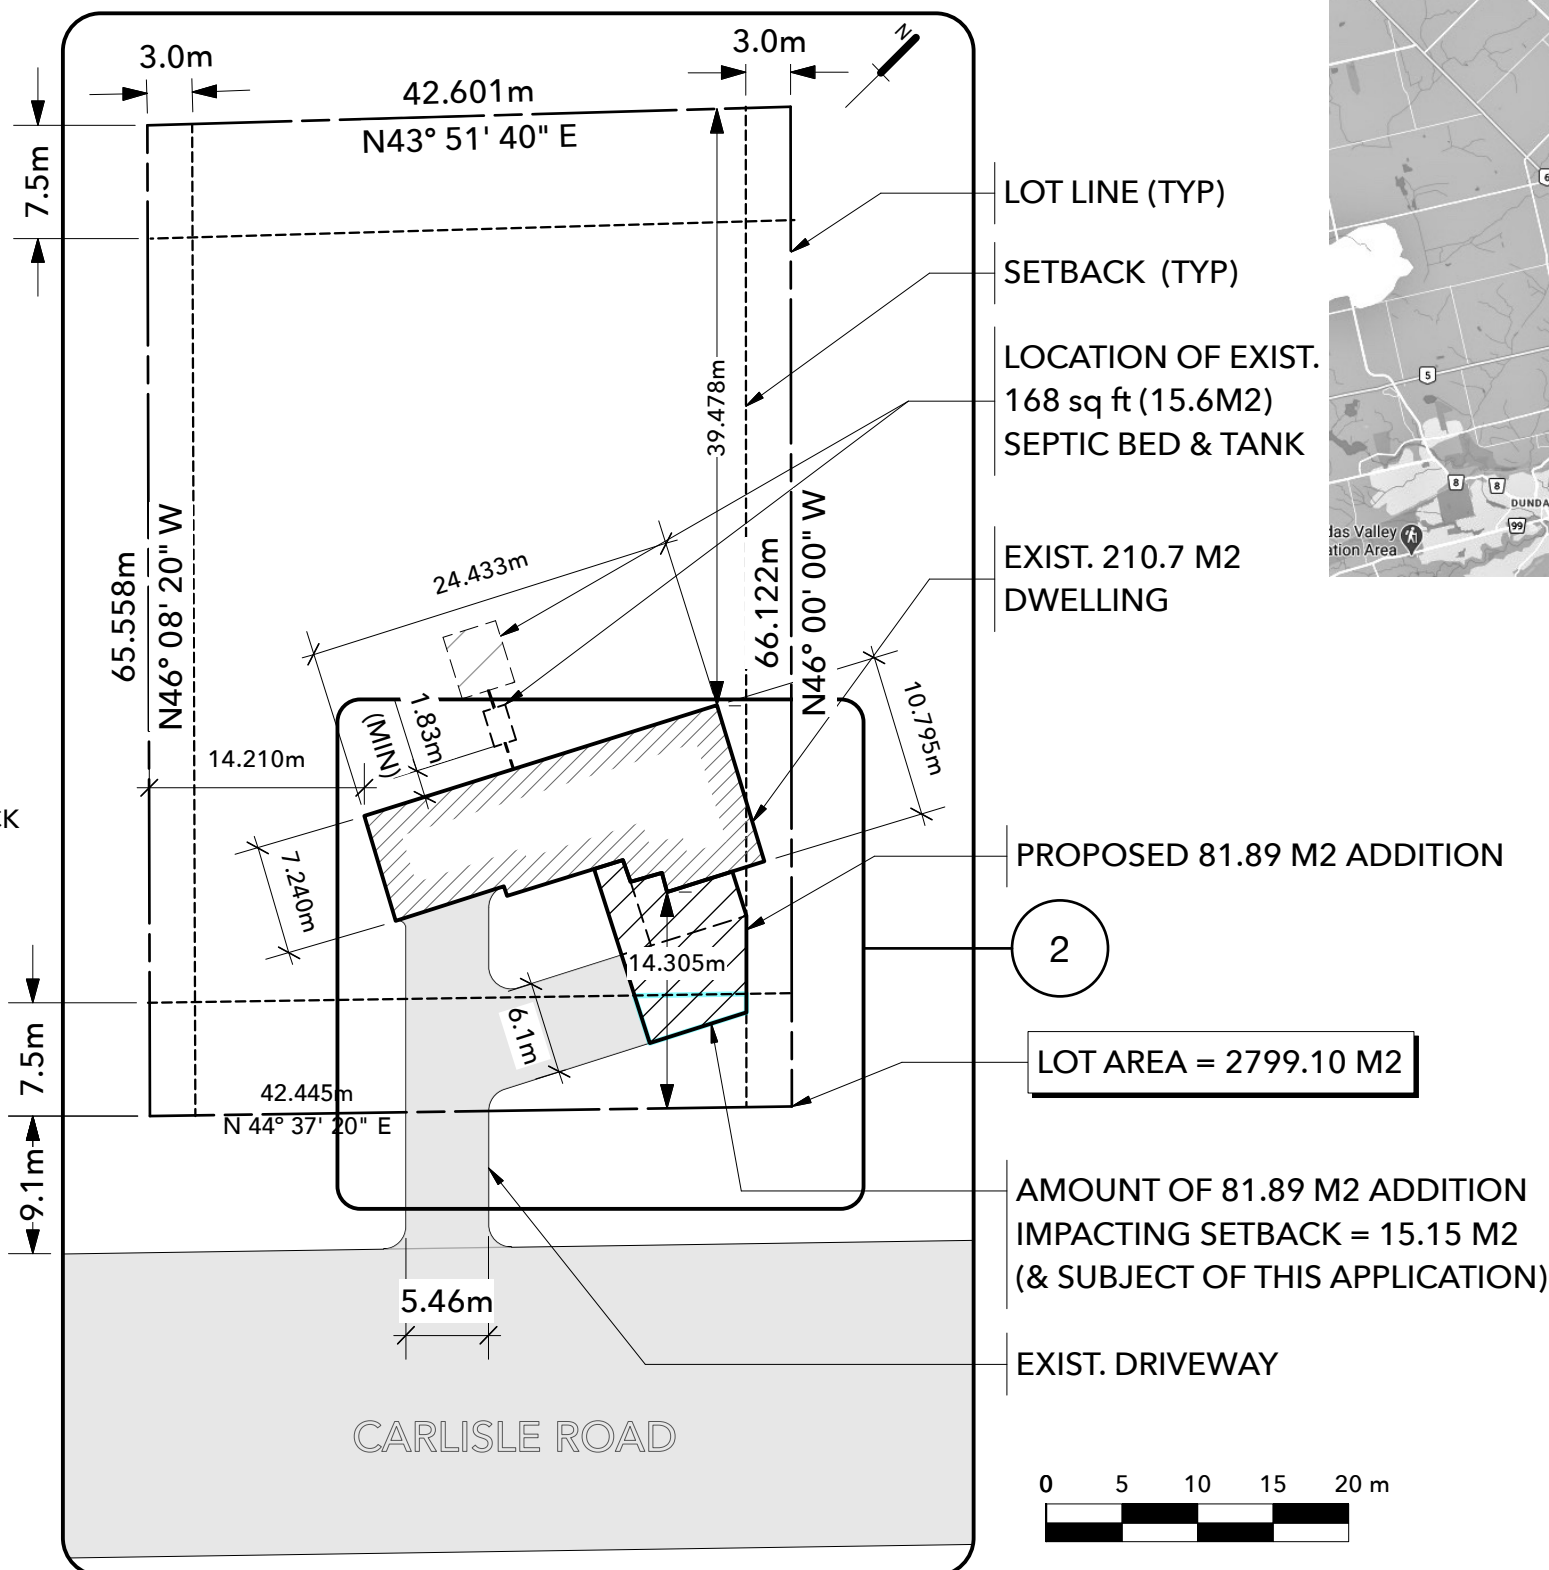 3.0m
3.0m
N
42.601m
N43° 51' 40" E
7.5m
LOT LINE (TYP)
SETBACK (TYP)
LOCATION OF EXIST.
168 sq ft (15.6M2)
SEPTIC BED & TANK
39.478m
65.558m
N46° 08' 20" W
66.122m
N46° 00' 00" W
24.433m
EXIST. 210.7 M2
DWELLING
1.83m
(MIN)
10.795m
14.210m
7.240m
PROPOSED 81.89 M2 ADDITION
2
14.305m
6.1m
7.5m
LOT AREA = 2799.10 M2
42.445m
N 44° 37' 20" E
9.1m
AMOUNT OF 81.89 M2 ADDITION
IMPACTING SETBACK = 15.15 M2
(& SUBJECT OF THIS APPLICATION)
5.46m
EXIST. DRIVEWAY
CARLISLE ROAD
0 5 10 15 20 m
6
5
8
8
DUNDA
99
das Valley
ation Area
CK